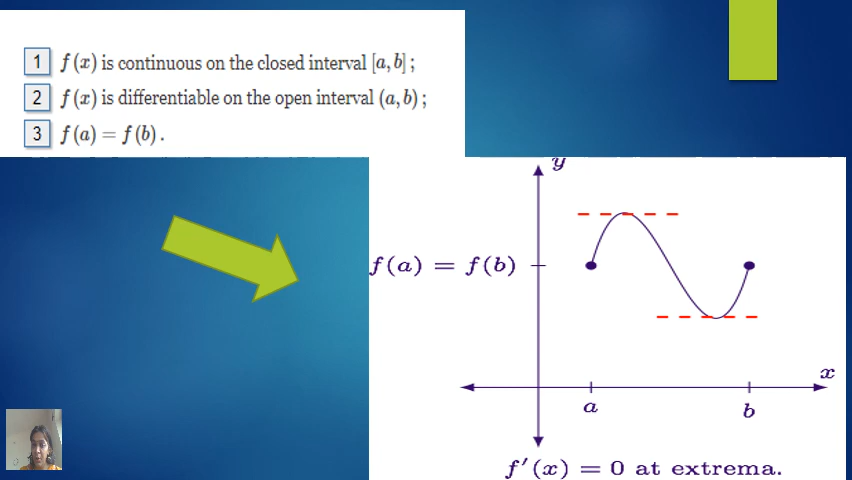 1 f(x) is continuous on the closed interval [a, b];
2 f(x) is differentiable on the open interval (a, b);
3 f(a) = f(b).
y
f(a) = f(b)
x
a b
f′(x) = 0 at extrema.